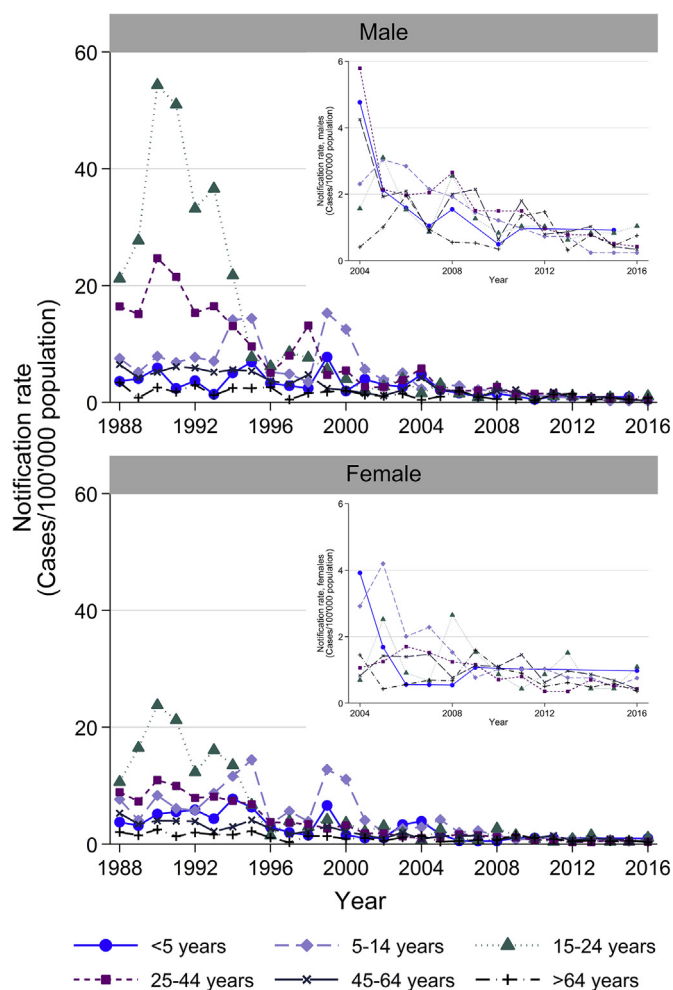 Male
Notification rate
(Cases/100'000 population)
60
40
20
0
1988 1992 1996 2000 2004 2008 2012 2016
Notification rate, males
(Cases/100'000 population)
6
4
2
0
2004 2008 2012 2016
Year
Female
60
40
20
0
1988 1992 1996 2000 2004 2008 2012 2016
Notification rate, females
(Cases/100'000 population)
6
4
2
0
2004 2008 2012 2016
Year
Year
<5 years 5-14 years 15-24 years
25-44 years 45-64 years >64 years